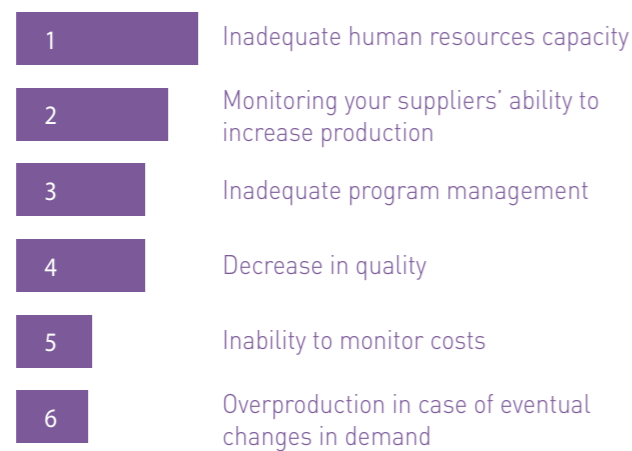 1 Inadequate human resources capacity
2 Monitoring your suppliers’ ability to
increase production
3 Inadequate program management
4 Decrease in quality
5 Inability to monitor costs
6 Overproduction in case of eventual
changes in demand